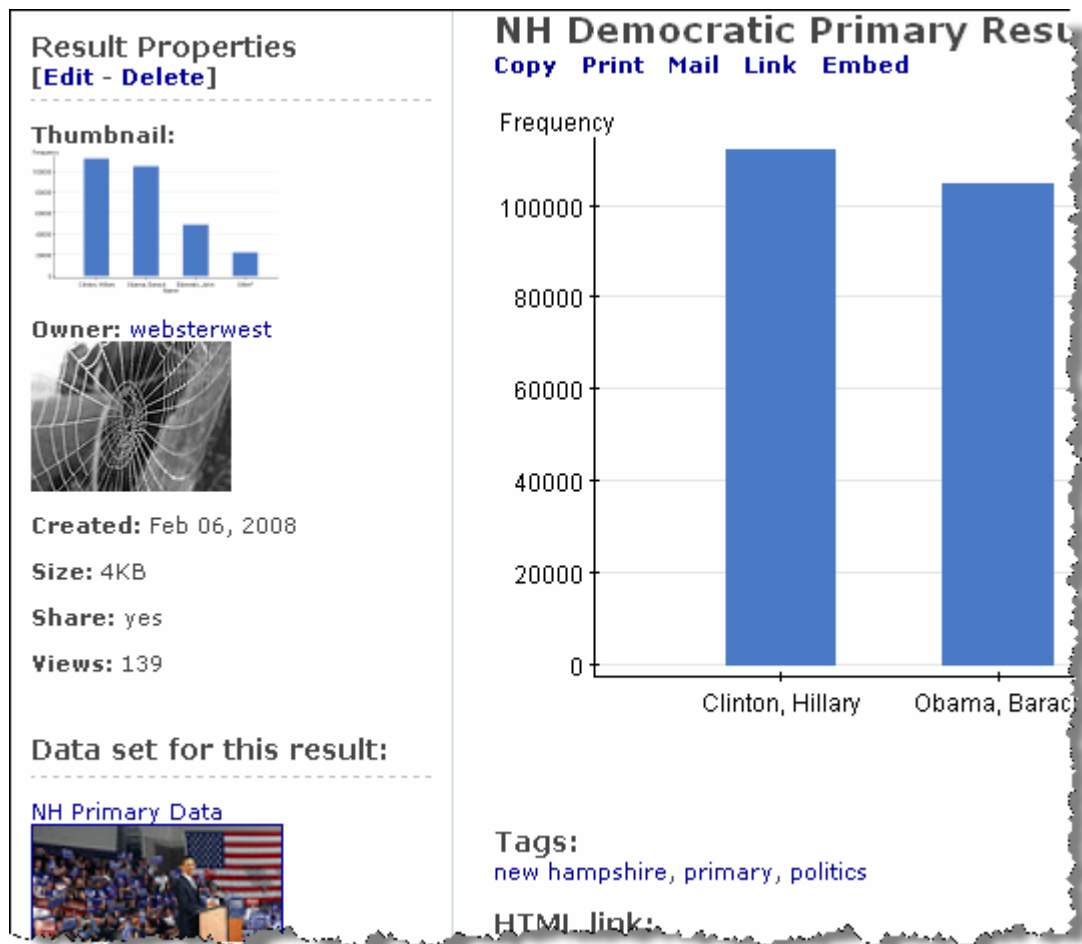 Result Properties
[Edit - Delete]
Thumbnail:
Owner: websterwest
Created: Feb 06, 2008
Size: 4KB
Share: yes
Views: 139
Data set for this result:
NH Primary Data
NH Democratic Primary Resu
Copy Print Mail Link Embed
Frequency
100000
80000
60000
40000
20000
0
Clinton, Hillary Obama, Barac
Tags:
new hampshire, primary, politics
HTML link: